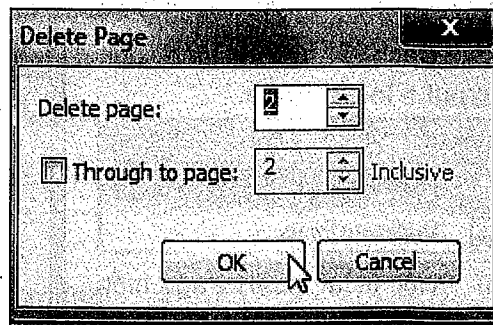 Delete Page
X
Delete page: 2
Through to page: 2 Inclusive
OK Cancel